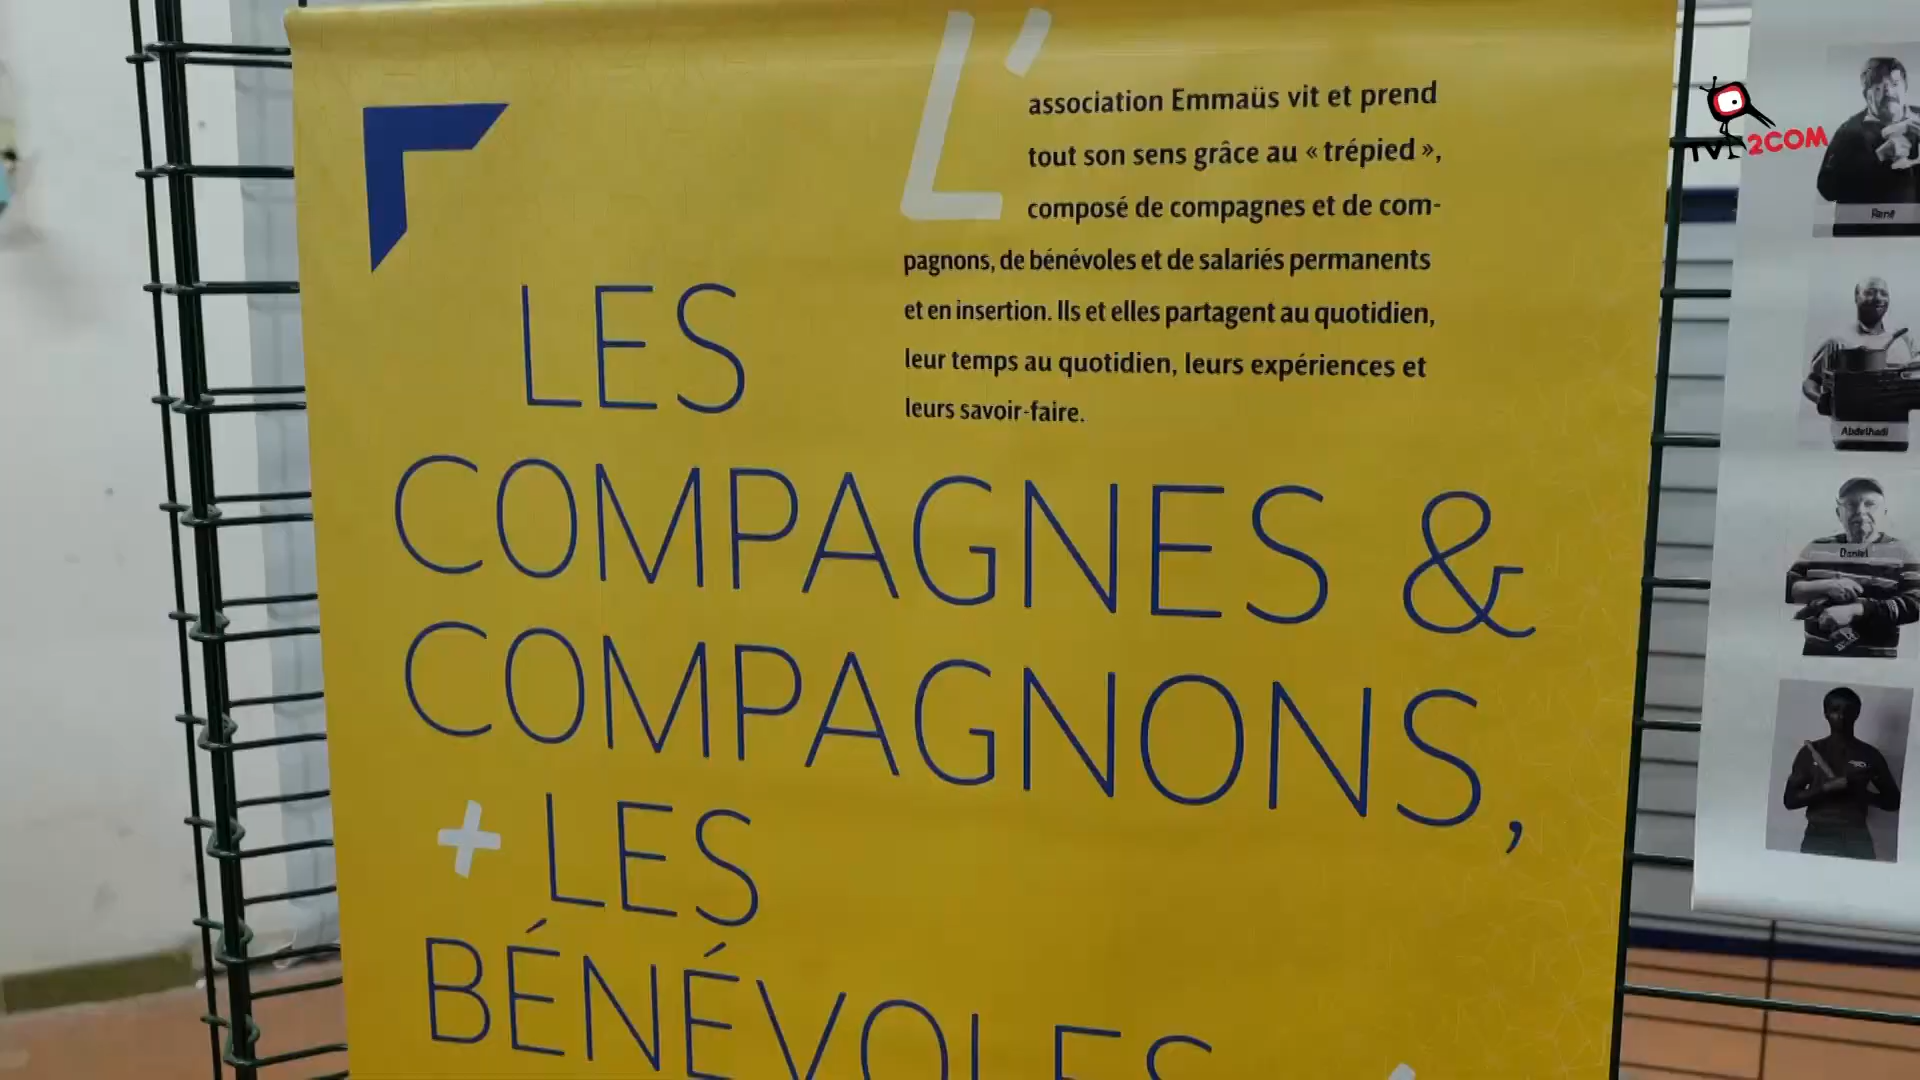 L'
association Emmaüs vit et prend
tout son sens grâce au « trépied »,
composé de compagnes et de com-
pagnons, de bénévoles et de salariés permanents
et en insertion. Ils et elles partagent au quotidien,
leur temps au quotidien, leurs expériences et
leurs savoir-faire.
LES
COMPAGNES &
COMPAGNONS,
+ LES
BÉNÉVOLES
TV2COM
René
Abdelhadi
Daniel